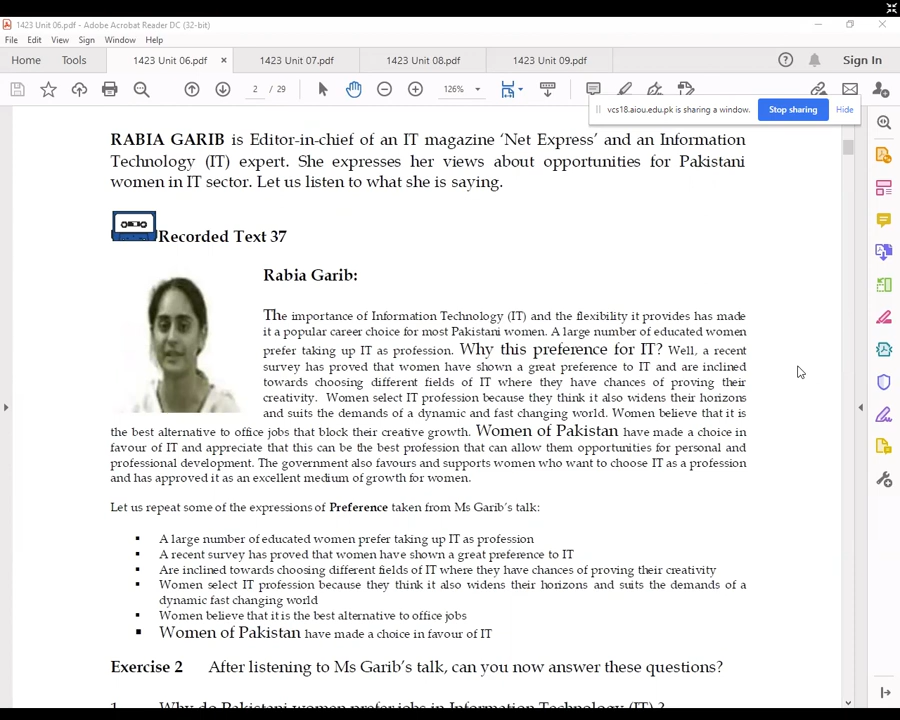 1423 Unit 06.pdf - Adobe Acrobat Reader DC (32-bit)
File Edit View Sign Window Help
Home Tools 1423 Unit 06.pdf × 1423 Unit 07.pdf 1423 Unit 08.pdf 1423 Unit 09.pdf Sign In
2 / 29 126%
vcs18.aiou.edu.pk is sharing a window. Stop sharing Hide
RABIA GARIB is Editor-in-chief of an IT magazine ‘Net Express’ and an Information
Technology (IT) expert. She expresses her views about opportunities for Pakistani
women in IT sector. Let us listen to what she is saying.
Recorded Text 37
Rabia Garib:
The importance of Information Technology (IT) and the flexibility it provides has made
it a popular career choice for most Pakistani women. A large number of educated women
prefer taking up IT as profession. Why this preference for IT? Well, a recent
survey has proved that women have shown a great preference to IT and are inclined
towards choosing different fields of IT where they have chances of proving their
creativity. Women select IT profession because they think it also widens their horizons
and suits the demands of a dynamic and fast changing world. Women believe that it is
the best alternative to office jobs that block their creative growth. Women of Pakistan have made a choice in
favour of IT and appreciate that this can be the best profession that can allow them opportunities for personal and
professional development. The government also favours and supports women who want to choose IT as a profession
and has approved it as an excellent medium of growth for women.
Let us repeat some of the expressions of Preference taken from Ms Garib’s talk:
▪ A large number of educated women prefer taking up IT as profession
▪ A recent survey has proved that women have shown a great preference to IT
▪ Are inclined towards choosing different fields of IT where they have chances of proving their creativity
▪ Women select IT profession because they think it also widens their horizons and suits the demands of a
dynamic fast changing world
▪ Women believe that it is the best alternative to office jobs
▪ Women of Pakistan have made a choice in favour of IT
Exercise 2 After listening to Ms Garib’s talk, can you now answer these questions?
1 Why do Pakistani women prefer jobs in Information Technology (IT) ?